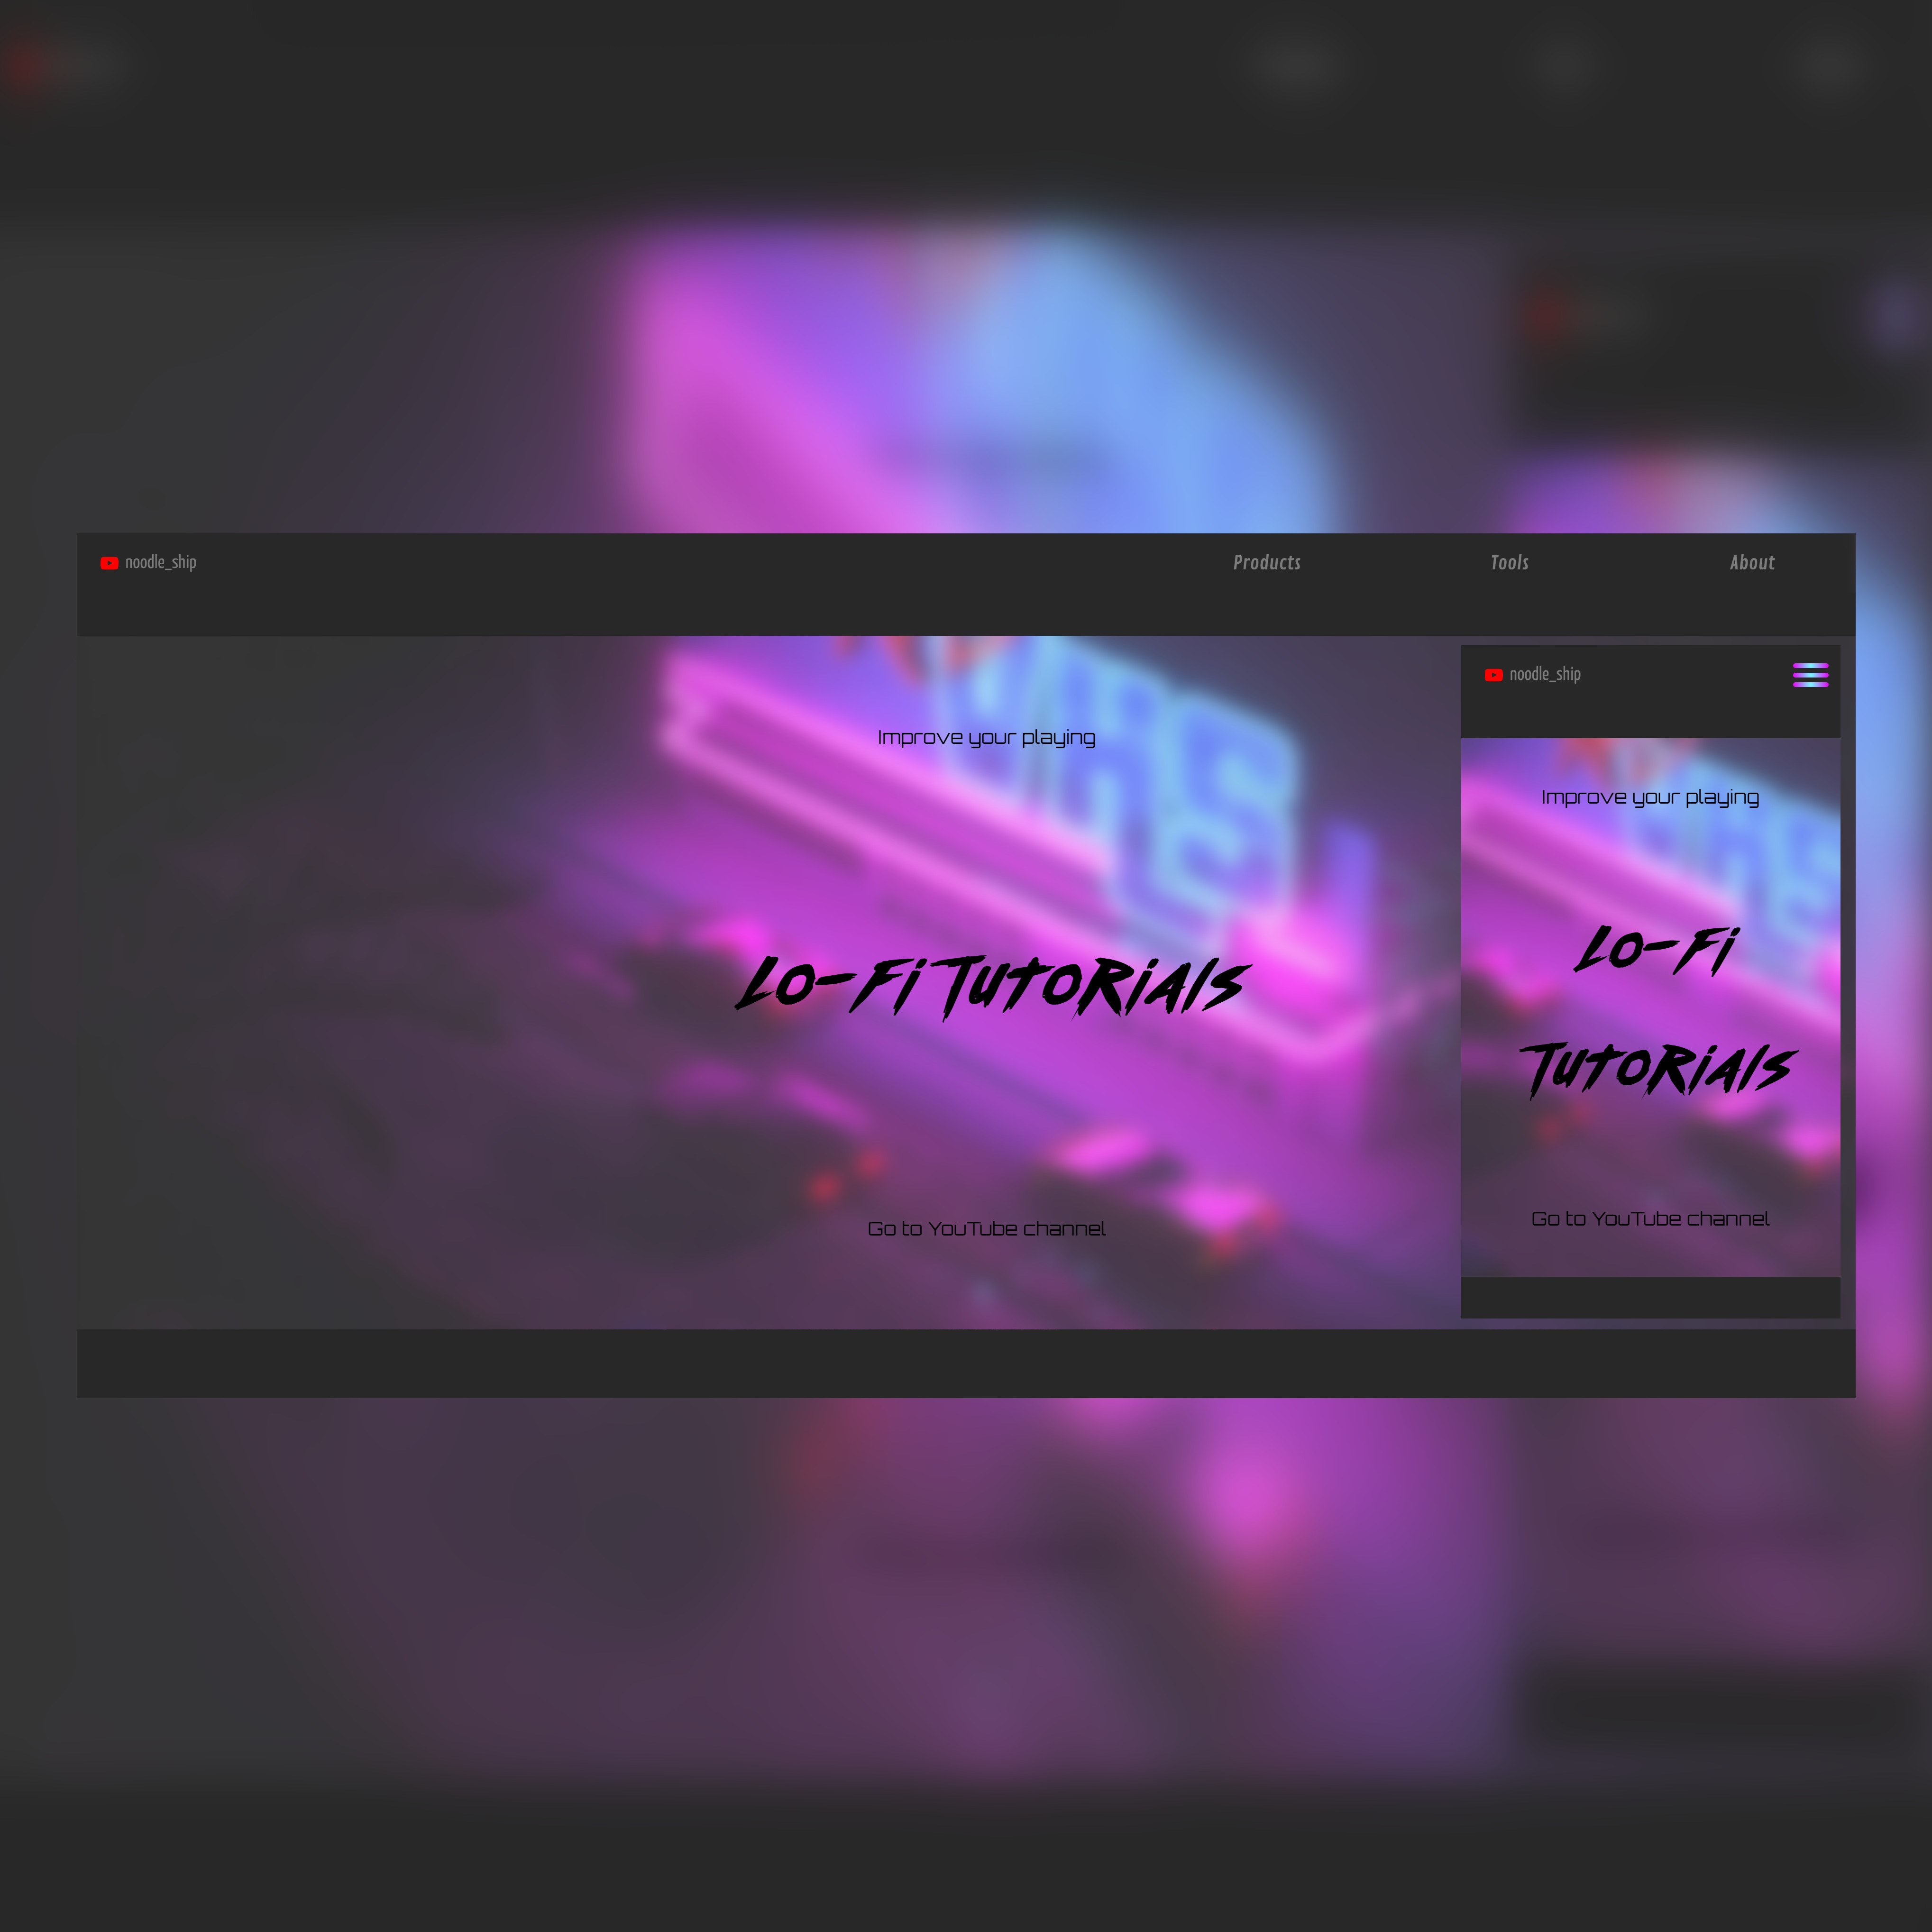 noodle_ship
Products Tools About
Improve your playing
Lo-Fi Tutorials
Go to YouTube channel
noodle_ship
Improve your playing
Lo-Fi
Tutorials
Go to YouTube channel